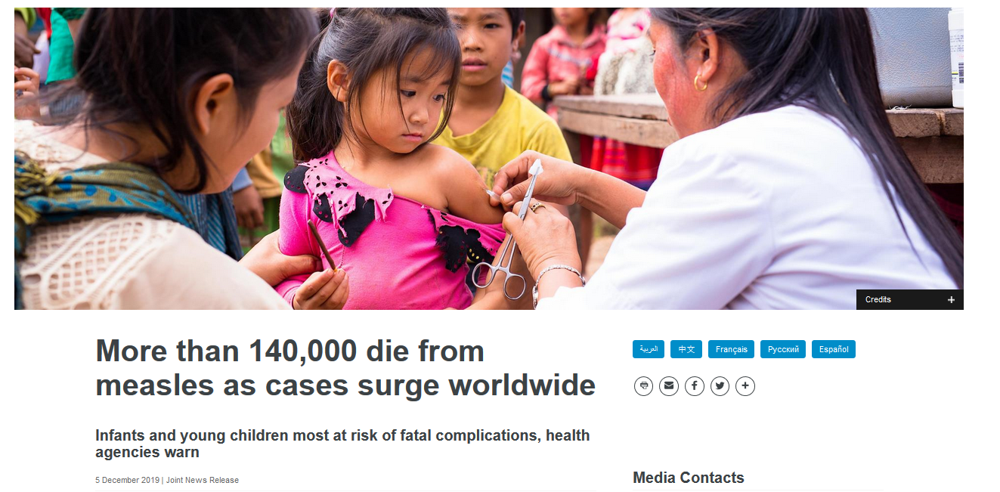 Credits
More than 140,000 die from
measles as cases surge worldwide
Infants and young children most at risk of fatal complications, health
agencies warn
5 December 2019 | Joint News Release
العربية
中文
Français
Русский
Español
Media Contacts